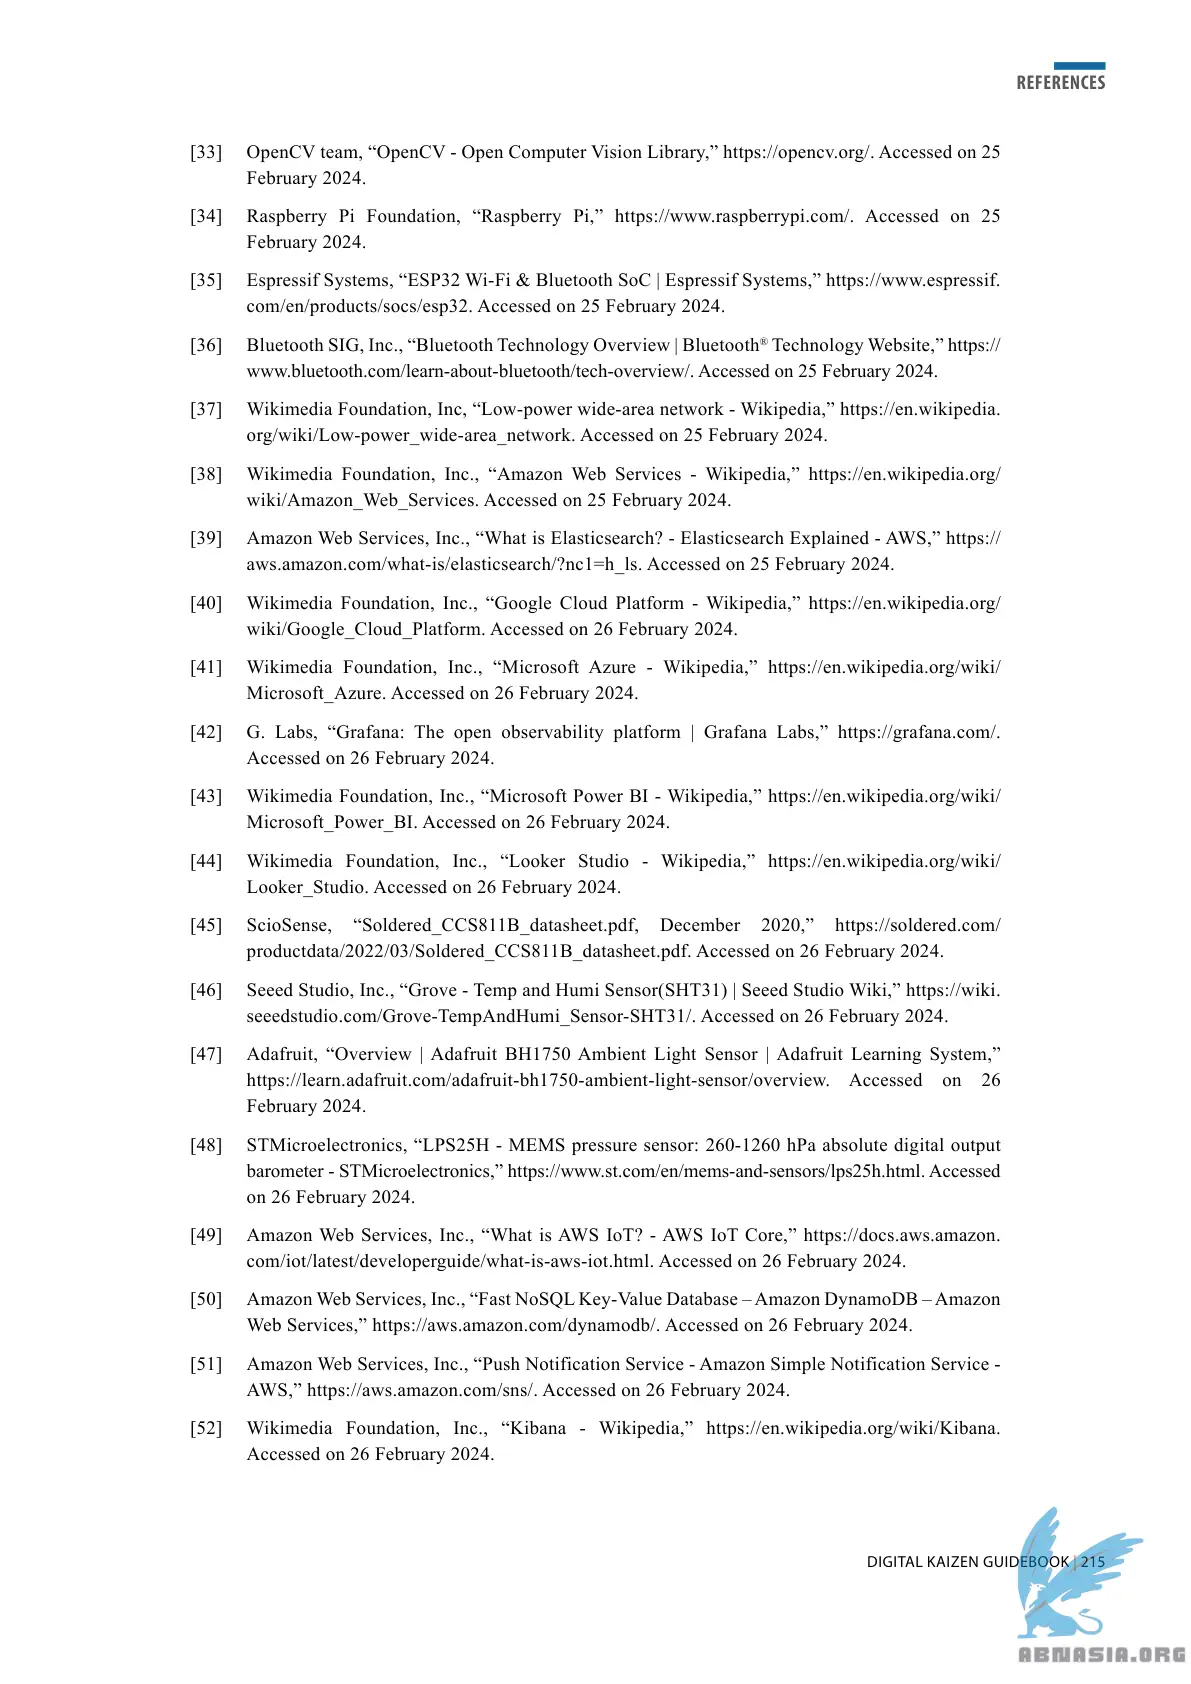 REFERENCES
[33] OpenCV team, “OpenCV - Open Computer Vision Library,” https://opencv.org/. Accessed on 25
February 2024.
[34] Raspberry Pi Foundation, “Raspberry Pi,” https://www.raspberrypi.com/. Accessed on 25
February 2024.
[35] Espressif Systems, “ESP32 Wi-Fi & Bluetooth SoC | Espressif Systems,” https://www.espressif.
com/en/products/socs/esp32. Accessed on 25 February 2024.
[36] Bluetooth SIG, Inc., “Bluetooth Technology Overview | Bluetooth® Technology Website,” https://
www.bluetooth.com/learn-about-bluetooth/tech-overview/. Accessed on 25 February 2024.
[37] Wikimedia Foundation, Inc, “Low-power wide-area network - Wikipedia,” https://en.wikipedia.
org/wiki/Low-power_wide-area_network. Accessed on 25 February 2024.
[38] Wikimedia Foundation, Inc., “Amazon Web Services - Wikipedia,” https://en.wikipedia.org/
wiki/Amazon_Web_Services. Accessed on 25 February 2024.
[39] Amazon Web Services, Inc., “What is Elasticsearch? - Elasticsearch Explained - AWS,” https://
aws.amazon.com/what-is/elasticsearch/?nc1=h_ls. Accessed on 25 February 2024.
[40] Wikimedia Foundation, Inc., “Google Cloud Platform - Wikipedia,” https://en.wikipedia.org/
wiki/Google_Cloud_Platform. Accessed on 26 February 2024.
[41] Wikimedia Foundation, Inc., “Microsoft Azure - Wikipedia,” https://en.wikipedia.org/wiki/
Microsoft_Azure. Accessed on 26 February 2024.
[42] G. Labs, “Grafana: The open observability platform | Grafana Labs,” https://grafana.com/.
Accessed on 26 February 2024.
[43] Wikimedia Foundation, Inc., “Microsoft Power BI - Wikipedia,” https://en.wikipedia.org/wiki/
Microsoft_Power_BI. Accessed on 26 February 2024.
[44] Wikimedia Foundation, Inc., “Looker Studio - Wikipedia,” https://en.wikipedia.org/wiki/
Looker_Studio. Accessed on 26 February 2024.
[45] ScioSense, “Soldered_CCS811B_datasheet.pdf, December 2020,” https://soldered.com/
productdata/2022/03/Soldered_CCS811B_datasheet.pdf. Accessed on 26 February 2024.
[46] Seeed Studio, Inc., “Grove - Temp and Humi Sensor(SHT31) | Seeed Studio Wiki,” https://wiki.
seeedstudio.com/Grove-TempAndHumi_Sensor-SHT31/. Accessed on 26 February 2024.
[47] Adafruit, “Overview | Adafruit BH1750 Ambient Light Sensor | Adafruit Learning System,”
https://learn.adafruit.com/adafruit-bh1750-ambient-light-sensor/overview. Accessed on 26
February 2024.
[48] STMicroelectronics, “LPS25H - MEMS pressure sensor: 260-1260 hPa absolute digital output
barometer - STMicroelectronics,” https://www.st.com/en/mems-and-sensors/lps25h.html. Accessed
on 26 February 2024.
[49] Amazon Web Services, Inc., “What is AWS IoT? - AWS IoT Core,” https://docs.aws.amazon.
com/iot/latest/developerguide/what-is-aws-iot.html. Accessed on 26 February 2024.
[50] Amazon Web Services, Inc., “Fast NoSQL Key-Value Database – Amazon DynamoDB – Amazon
Web Services,” https://aws.amazon.com/dynamodb/. Accessed on 26 February 2024.
[51] Amazon Web Services, Inc., “Push Notification Service - Amazon Simple Notification Service -
AWS,” https://aws.amazon.com/sns/. Accessed on 26 February 2024.
[52] Wikimedia Foundation, Inc., “Kibana - Wikipedia,” https://en.wikipedia.org/wiki/Kibana.
Accessed on 26 February 2024.
DIGITAL KAIZEN GUIDEBOOK | 215
ABNASIA.ORG